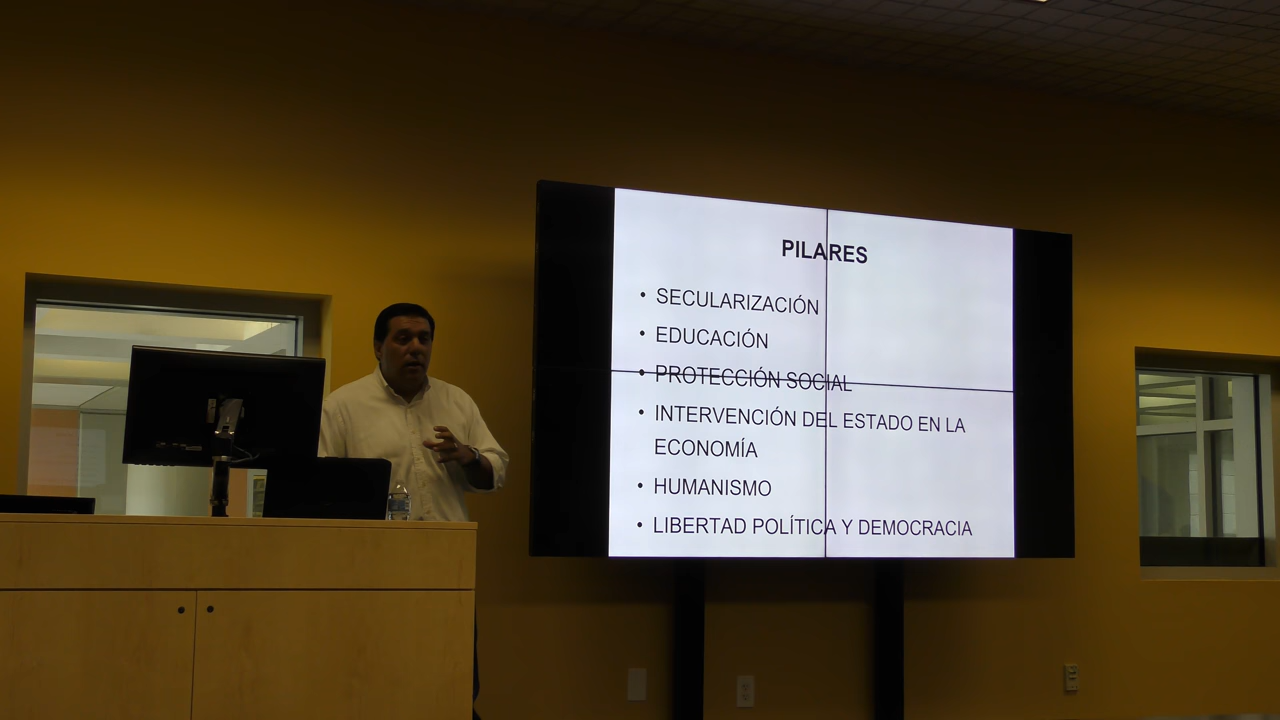 PILARES
• SECULARIZACIÓN
• EDUCACIÓN
• PROTECCIÓN SOCIAL
• INTERVENCIÓN DEL ESTADO EN LA
ECONOMÍA
• HUMANISMO
• LIBERTAD POLÍTICA Y DEMOCRACIA